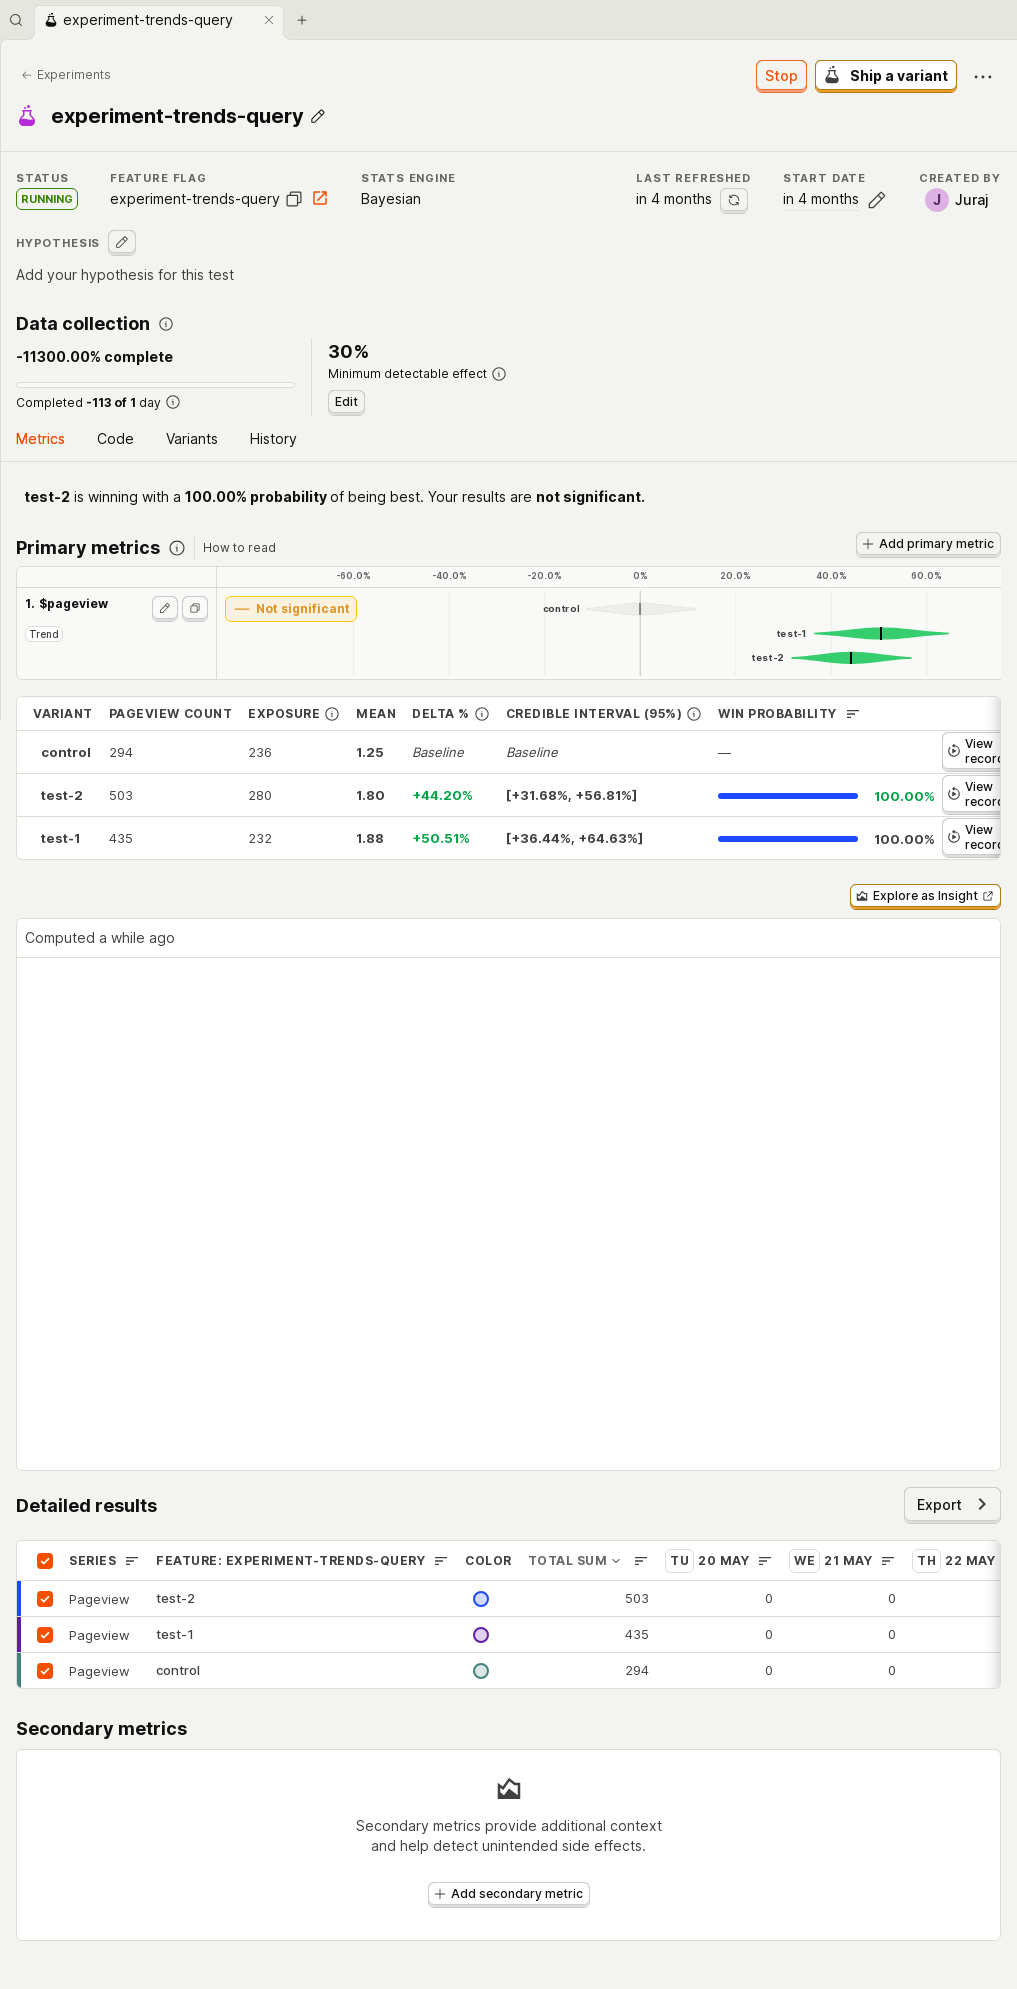 experiment-trends-query
Experiments
Stop
Ship a variant
experiment-trends-query
STATUS
RUNNING
FEATURE FLAG
experiment-trends-query
STATS ENGINE
Bayesian
LAST REFRESHED
in 4 months
START DATE
in 4 months
CREATED BY
J Juraj
HYPOTHESIS
Add your hypothesis for this test
Data collection
-11300.00% complete
Completed -113 of 1 day
30%
Minimum detectable effect
Edit
Metrics Code Variants History
test-2 is winning with a 100.00% probability of being best. Your results are not significant.
Primary metrics
How to read
Add primary metric
-60.0% -40.0% -20.0% 0% 20.0% 40.0% 60.0%
1. $pageview
Trend
Not significant
control
test-1
test-2
VARIANT PAGEVIEW COUNT EXPOSURE MEAN DELTA % CREDIBLE INTERVAL (95%) WIN PROBABILITY
control 294 236 1.25 Baseline Baseline — View
test-2 503 280 1.80 +44.20% [+31.68%, +56.81%] 100.00% View
test-1 435 232 1.88 +50.51% [+36.44%, +64.63%] 100.00% View
Explore as Insight
Computed a while ago
Detailed results
Export
SERIES FEATURE: EXPERIMENT-TRENDS-QUERY COLOR TOTAL SUM TU 20 MAY WE 21 MAY TH 22 MAY
Pageview test-2 503 0 0
Pageview test-1 435 0 0
Pageview control 294 0 0
Secondary metrics
Secondary metrics provide additional context
and help detect unintended side effects.
Add secondary metric